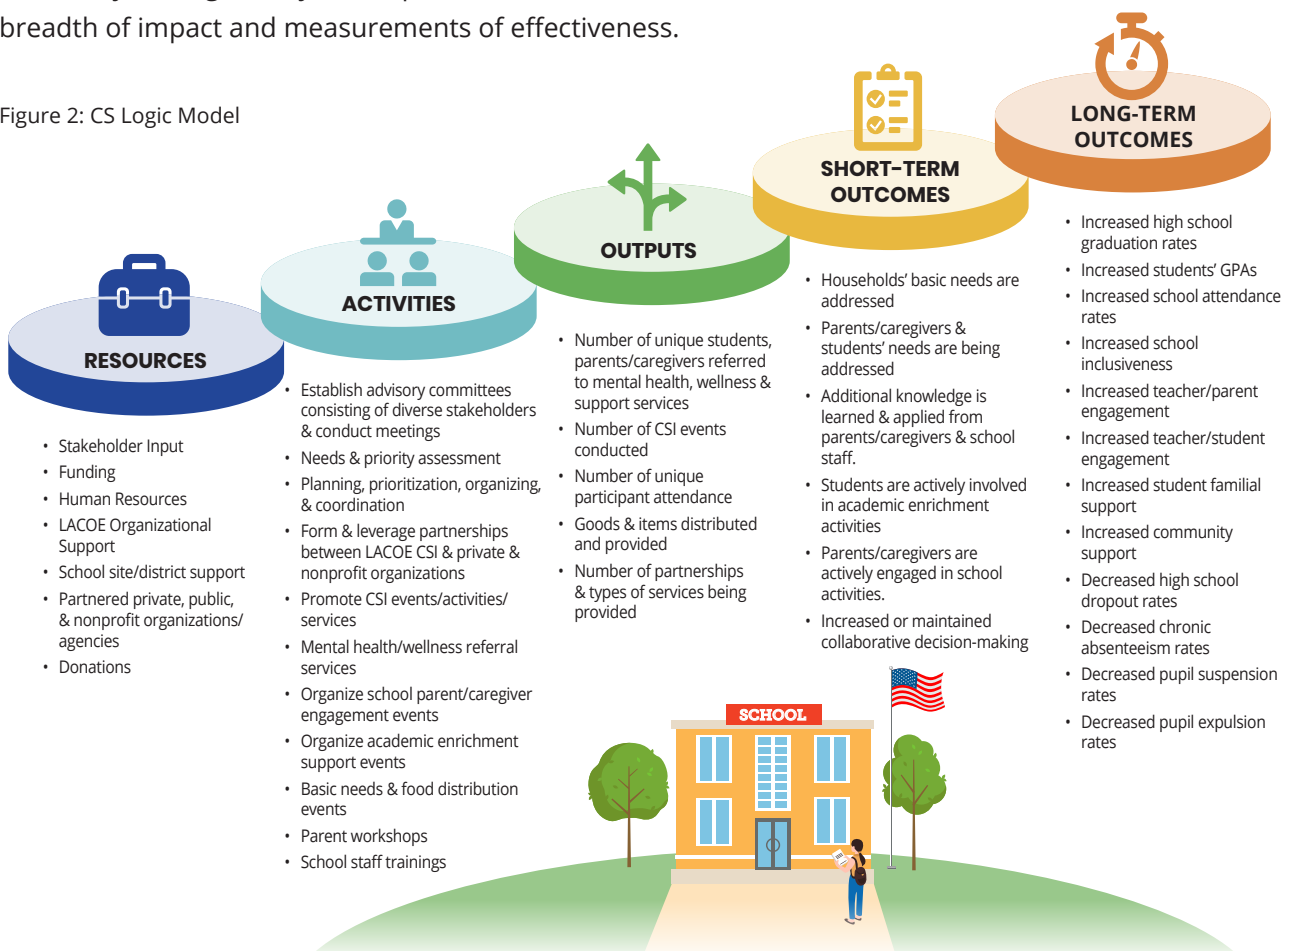 breadth of impact and measurements of effectiveness.
Figure 2: CS Logic Model
RESOURCES
• Stakeholder Input
• Funding
• Human Resources
• LACOE Organizational
Support
• School site/district support
• Partnered private, public,
& nonprofit organizations/
agencies
• Donations
ACTIVITIES
• Establish advisory committees
consisting of diverse stakeholders
& conduct meetings
• Needs & priority assessment
• Planning, prioritization, organizing,
& coordination
• Form & leverage partnerships
between LACOE CSI & private &
nonprofit organizations
• Promote CSI events/activities/
services
• Mental health/wellness referral
services
• Organize school parent/caregiver
engagement events
• Organize academic enrichment
support events
• Basic needs & food distribution
events
• Parent workshops
• School staff trainings
OUTPUTS
• Number of unique students,
parents/caregivers referred
to mental health, wellness &
support services
• Number of CSI events
conducted
• Number of unique
participant attendance
• Goods & items distributed
and provided
• Number of partnerships
& types of services being
provided
SHORT-TERM
OUTCOMES
• Households’ basic needs are
addressed
• Parents/caregivers &
students’ needs are being
addressed
• Additional knowledge is
learned & applied from
parents/caregivers & school
staff.
• Students are actively involved
in academic enrichment
activities
• Parents/caregivers are
actively engaged in school
activities.
• Increased or maintained
collaborative decision-making
LONG-TERM
OUTCOMES
• Increased high school
graduation rates
• Increased students’ GPAs
• Increased school attendance
rates
• Increased school
inclusiveness
• Increased teacher/parent
engagement
• Increased teacher/student
engagement
• Increased student familial
support
• Increased community
support
• Decreased high school
dropout rates
• Decreased chronic
absenteeism rates
• Decreased pupil suspension
rates
• Decreased pupil expulsion
rates
SCHOOL